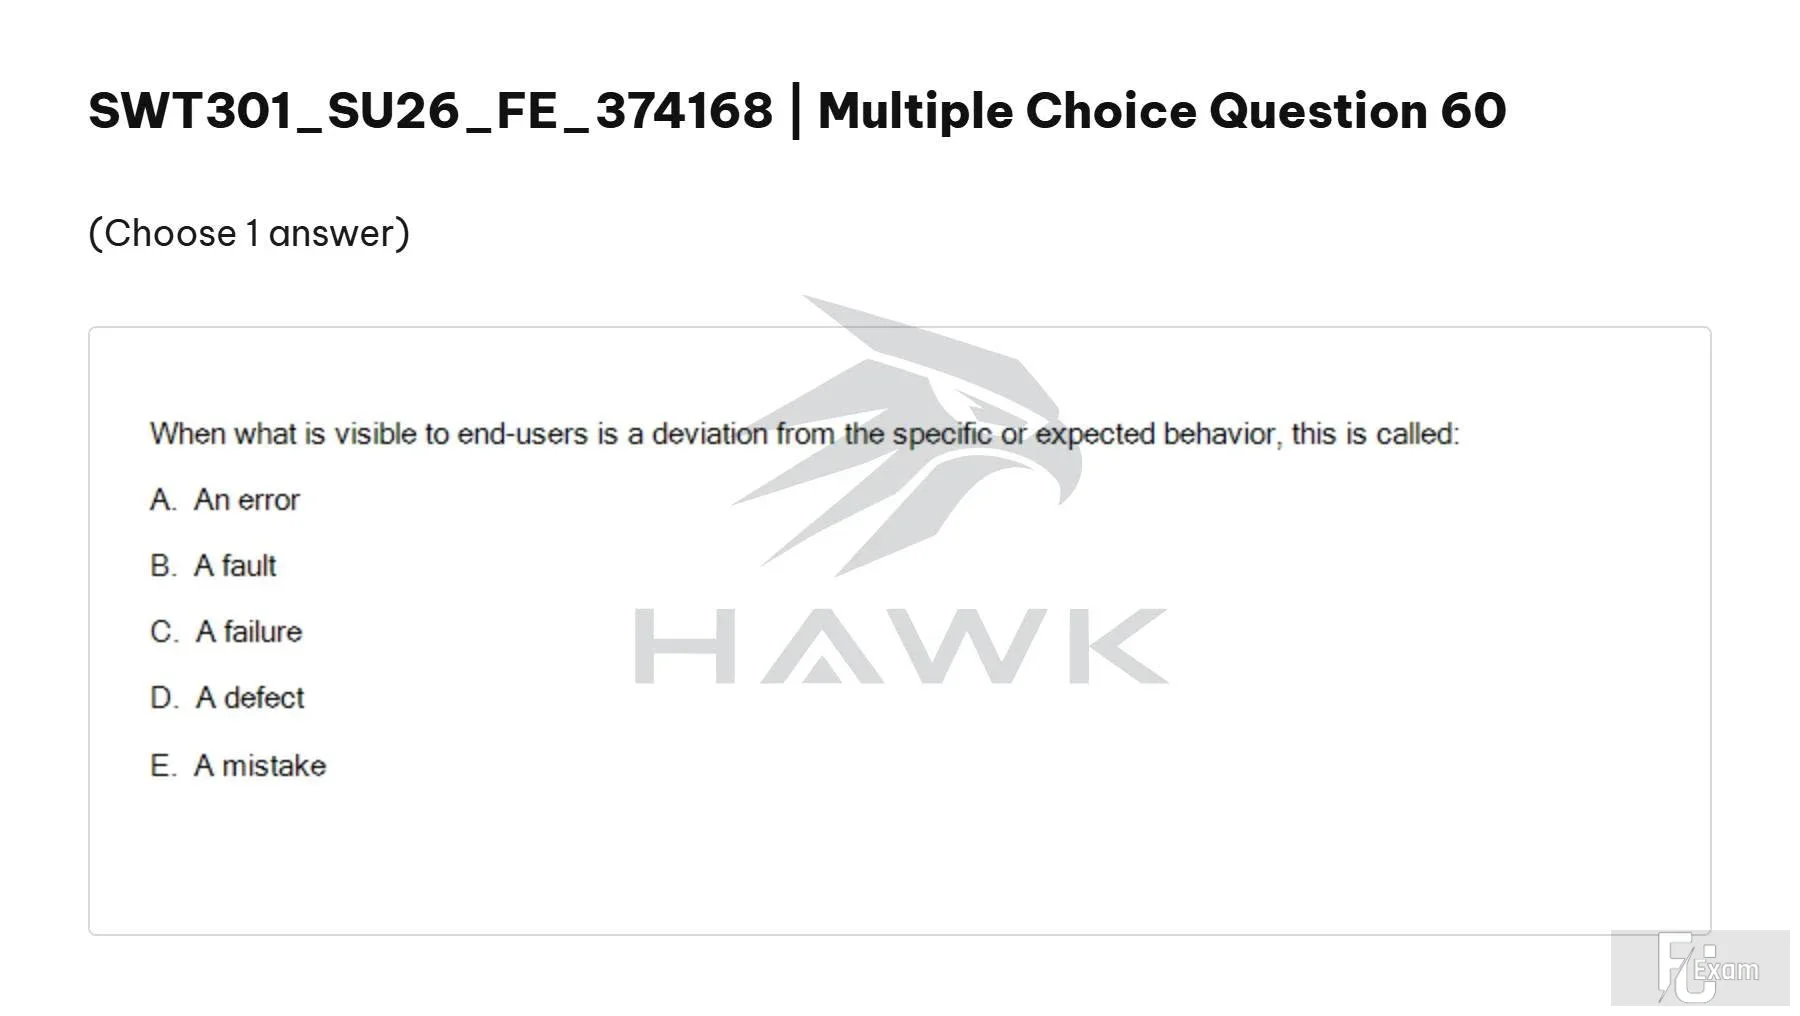 SWT301_SU26_FE_374168 | Multiple Choice Question 60
(Choose 1 answer)
When what is visible to end-users is a deviation from the specific or expected behavior, this is called:
A. An error
B. A fault
C. A failure
D. A defect
E. A mistake
HAWK
FU Exam